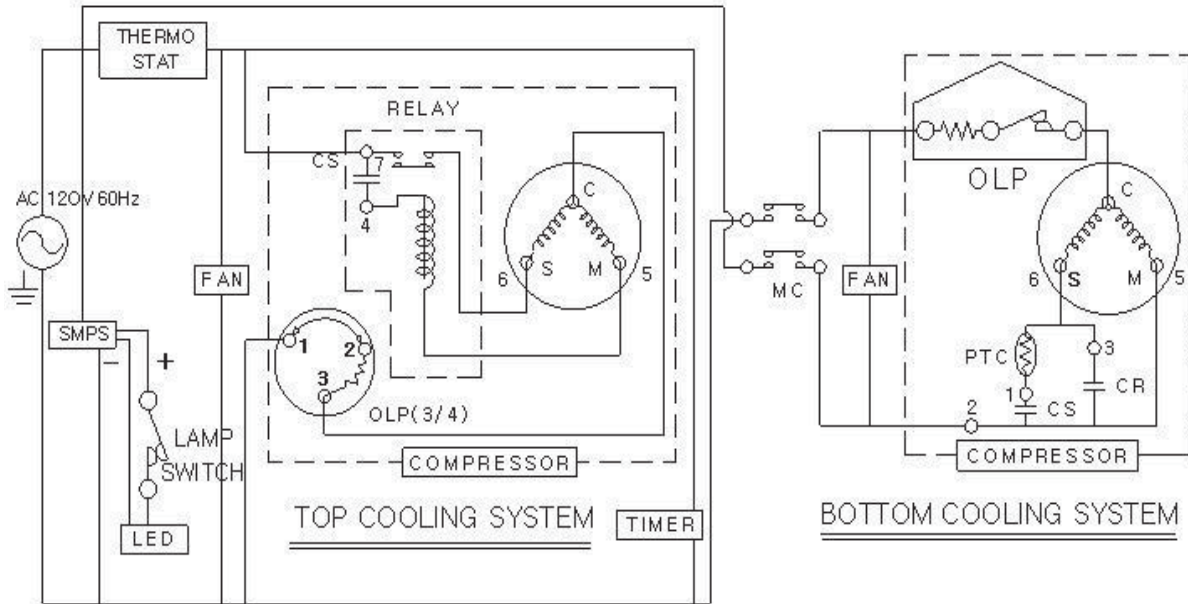 THERMO
STAT
RELAY
CS
7
4
C
6
S
M
5
OLP
C
6
S
M
5
AC 120V 60Hz
FAN
MC
FAN
SMPS
−
+
1
2
3
OLP(3/4)
PTC
1
CS
3
CR
2
LAMP
SWITCH
COMPRESSOR
COMPRESSOR
LED
TOP COOLING SYSTEM
TIMER
BOTTOM COOLING SYSTEM